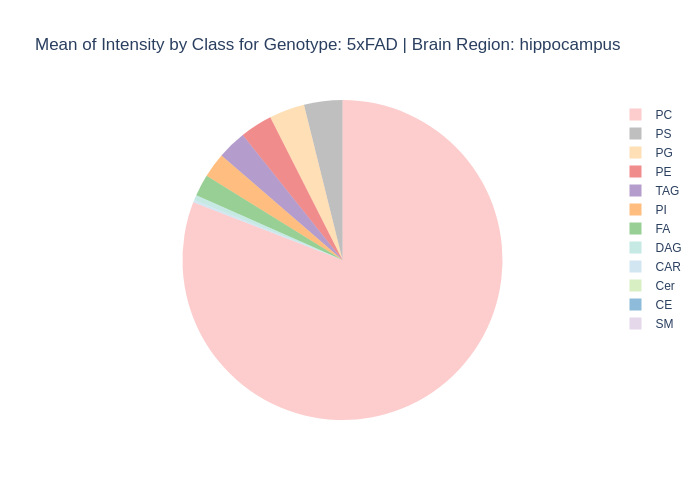 Mean of Intensity by Class for Genotype: 5xFAD | Brain Region: hippocampus
PC
PS
PG
PE
TAG
PI
FA
DAG
CAR
Cer
CE
SM